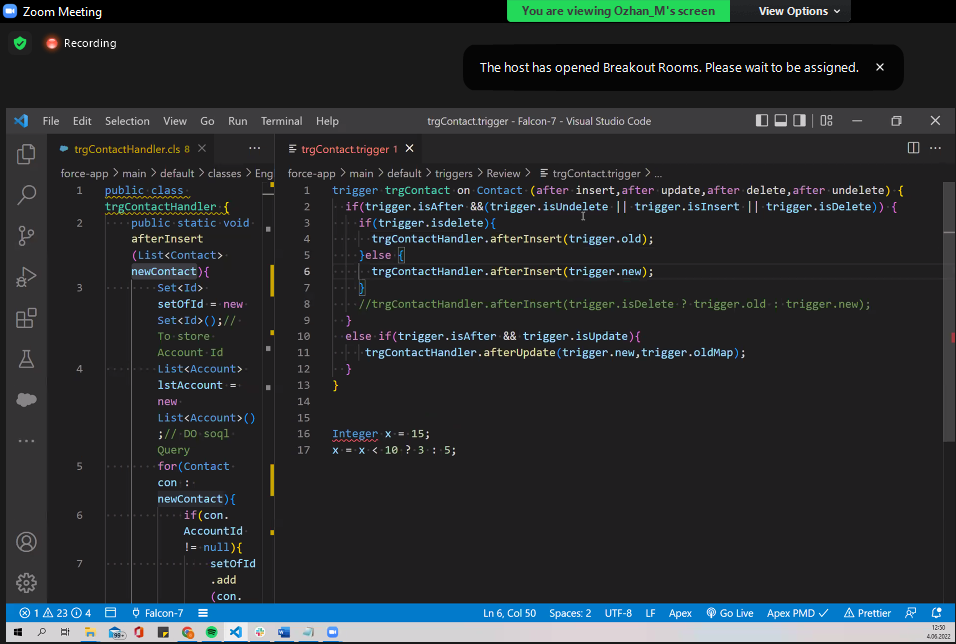 Zoom Meeting
You are viewing Ozhan_M's screen
View Options
Recording
The host has opened Breakout Rooms. Please wait to be assigned.
File Edit Selection View Go Run Terminal Help
trgContact.trigger - Falcon-7 - Visual Studio Code
trgContactHandler.cls 8
force-app > main > default > classes > Eng
1 public class
trgContactHandler {
2 public static void
afterInsert
(List<Contact>
newContact){
3 Set<Id>
setOfId = new
Set<Id>();//
To store
Account Id
4 List<Account>
lstAccount =
new
List<Account>()
;// DO soql
Query
5 for(Contact
con :
newContact){
6 if(con.
AccountId
!= null){
7 setOfId
.add
(con.
trgContact.trigger 1
force-app > main > default > triggers > Review > trgContact.trigger > ...
1 trigger trgContact on Contact (after insert,after update,after delete,after undelete) {
2 if(trigger.isAfter &&(trigger.isUndelete || trigger.isInsert || trigger.isDelete)) {
3 if(trigger.isdelete){
4 trgContactHandler.afterInsert(trigger.old);
5 }else {
6 trgContactHandler.afterInsert(trigger.new);
7 }
8 //trgContactHandler.afterInsert(trigger.isDelete ? trigger.old : trigger.new);
9 }
10 else if(trigger.isAfter && trigger.isUpdate){
11 trgContactHandler.afterUpdate(trigger.new,trigger.oldMap);
12 }
13 }
14
15
16 Integer x = 15;
17 x = x < 10 ? 3 : 5;
1 23 4 Falcon-7 Ln 6, Col 50 Spaces: 2 UTF-8 LF Apex Go Live Apex PMD Prettier
99+
12:50
4.06.2022